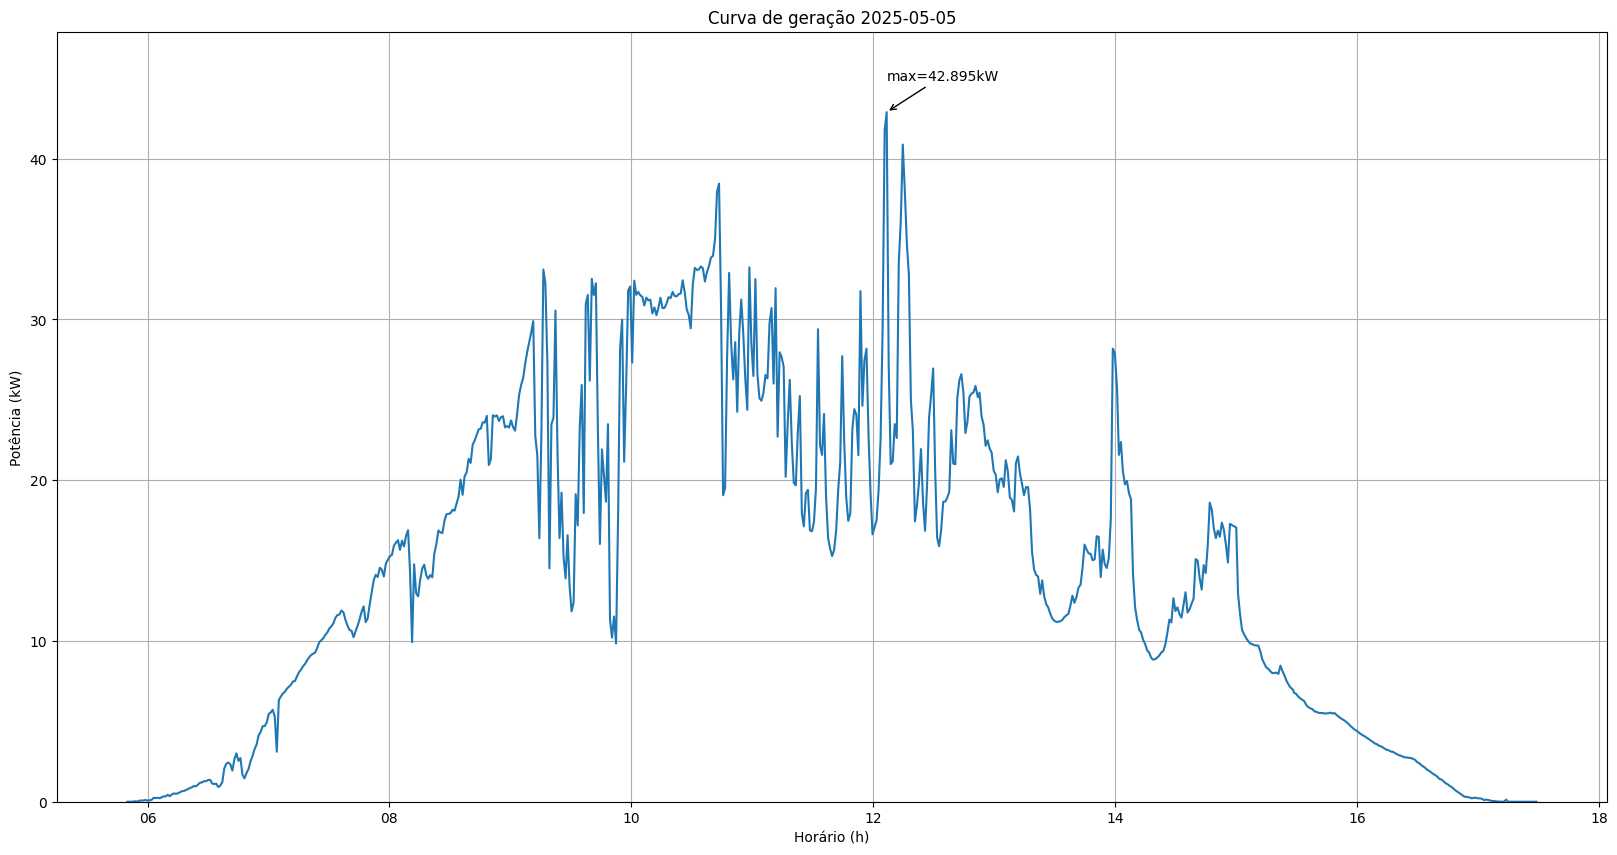 Curva de geração 2025-05-05
max=42.895kW
Potência (kW)
40
30
20
10
0
06 08 10 12 14 16 18
Horário (h)